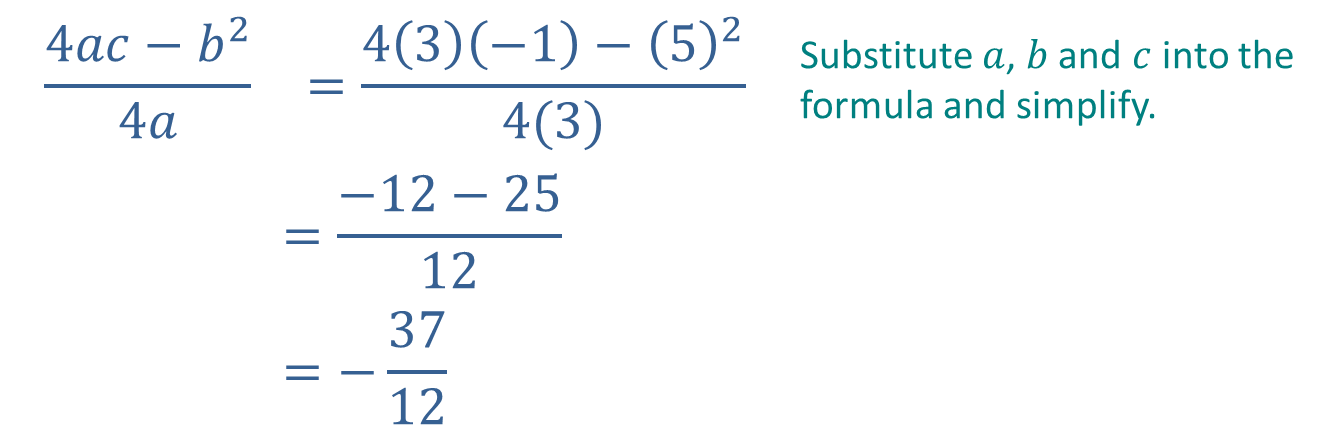 (4ac − b²)/(4a) = (4(3)(−1) − (5)²)/(4(3))
Substitute a, b and c into the
formula and simplify.
= (−12 − 25)/12
= −37/12